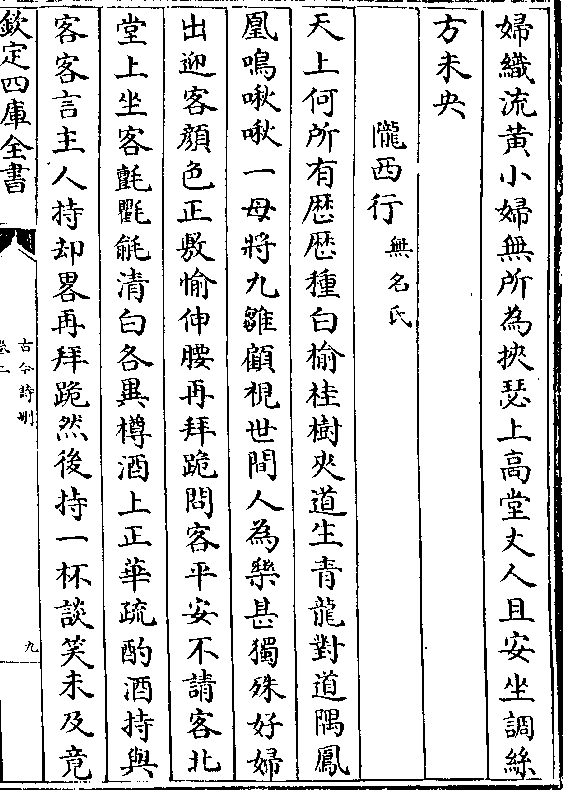 婦織流黄小婦無所為挾瑟上髙堂丈人且安坐調絲
方未央
隴西行無名氏
天上何所有歴歴種白榆桂樹夾道生青龍對道隅鳳
凰鳴啾啾一母將九雛顧視世間人為樂甚獨殊好婦
出迎客顔色正敷愉伸腰再拜跪問客平安不請客北
堂上坐客氈氍毹清白各異樽酒上正華疏酌酒持與
客客言主人持却畧再拜跪然後持一杯談笑未及竟
欽定四庫全書
古今詩刪
卷二
九